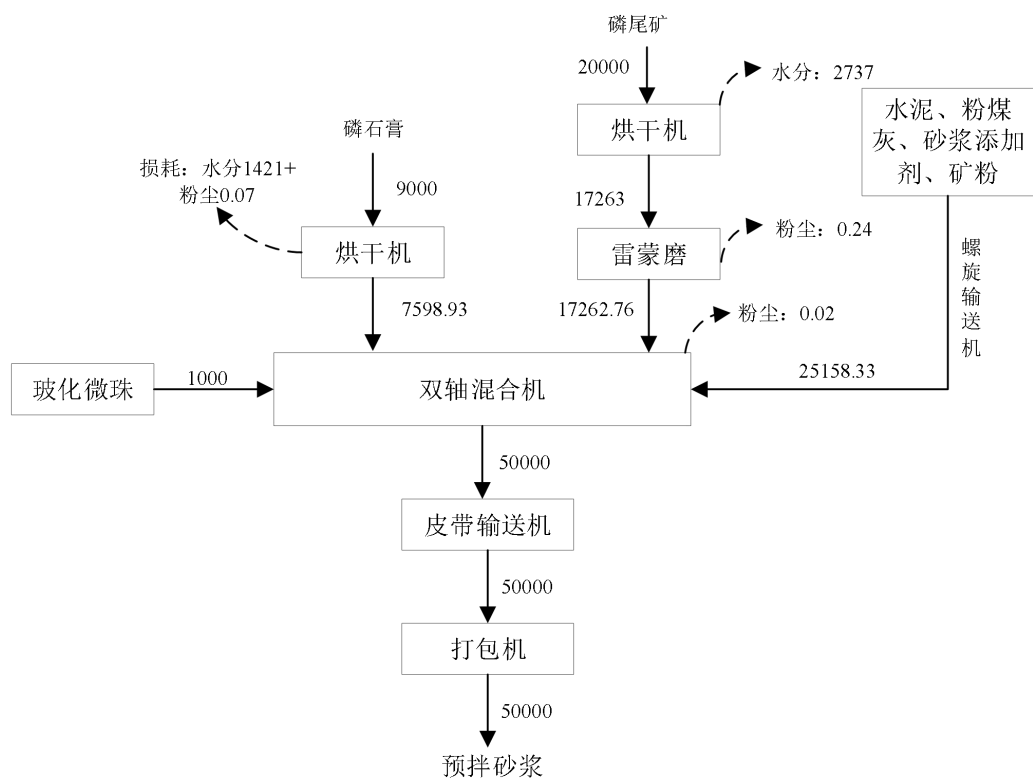 磷尾矿
20000
水分：2737
烘干机
水泥、粉煤
灰、砂浆添加
剂、矿粉
磷石膏
损耗：水分1421+
粉尘0.07
9000
17263
烘干机
雷蒙磨
粉尘：0.24
螺旋输送机
7598.93
17262.76
粉尘：0.02
玻化微珠
1000
双轴混合机
25158.33
50000
皮带输送机
50000
打包机
50000
预拌砂浆